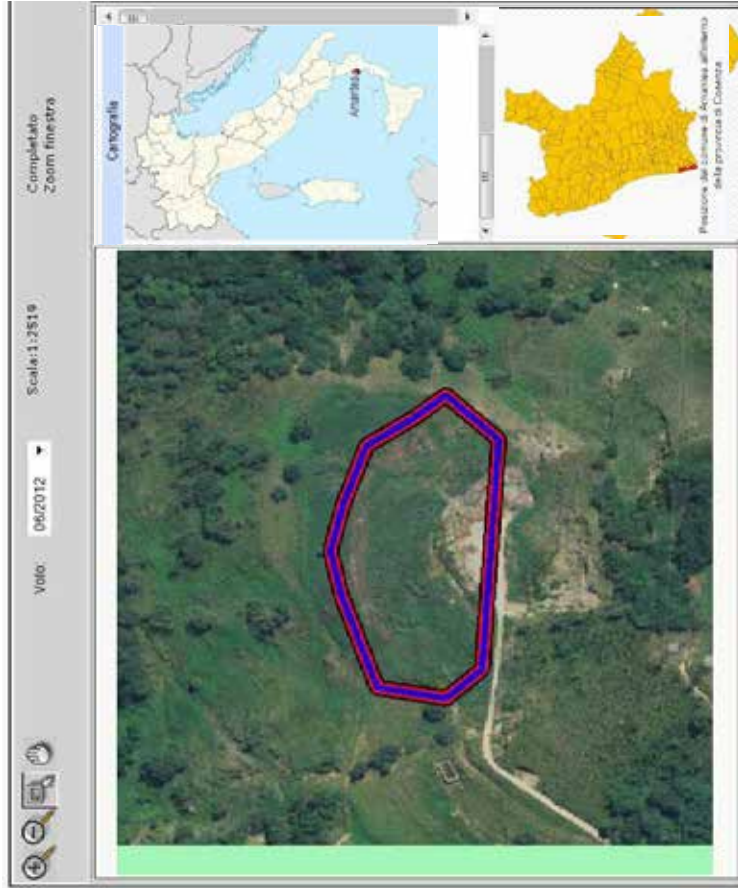 Volo:
06/2012
Scala:1:2519
Completato
Zoom finestra
Cartografia
Amantea
Posizione del comune di Amantea all'interno
della provincia di Cosenza